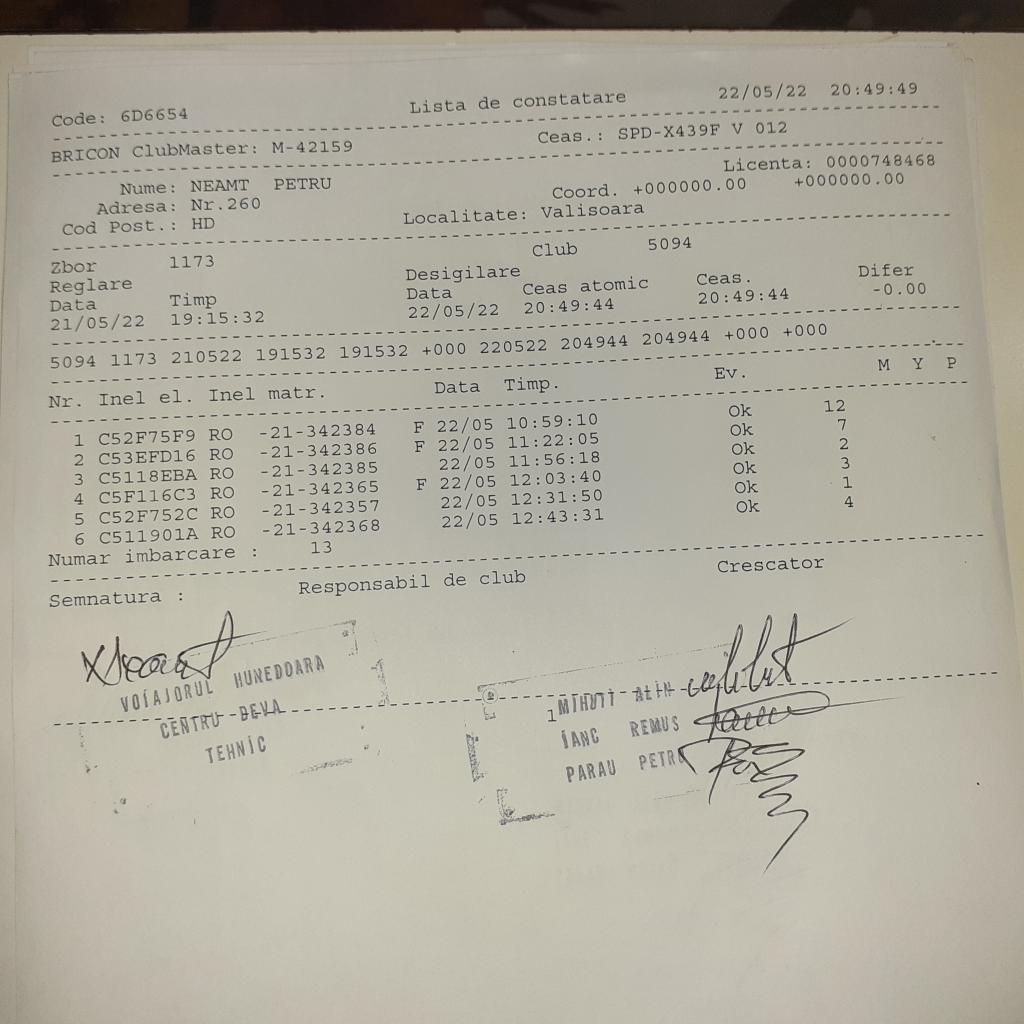 Code: 6D6654 Lista de constatare 22/05/22 20:49:49
BRICON ClubMaster: M-42159 Ceas.: SPD-X439F V 012
Licenta: 0000748468
Nume: NEAMT PETRU Coord. +000000.00 +000000.00
Adresa: Nr.260
Cod Post.: HD Localitate: Valisoara
Zbor 1173 Club 5094
Reglare Desigilare
Data Timp Data Ceas atomic Ceas. Difer
21/05/22 19:15:32 22/05/22 20:49:44 20:49:44 -0.00
5094 1173 210522 191532 191532 +000 220522 204944 204944 +000 +000
Nr. Inel el. Inel matr. Data Timp. Ev. M Y P
1 C52F75F9 RO -21-342384 F 22/05 10:59:10 Ok 12
2 C53EFD16 RO -21-342386 F 22/05 11:22:05 Ok 7
3 C5118EBA RO -21-342385 22/05 11:56:18 Ok 2
4 C5F116C3 RO -21-342365 F 22/05 12:03:40 Ok 3
5 C52F752C RO -21-342357 22/05 12:31:50 Ok 1
6 C511901A RO -21-342368 22/05 12:43:31 Ok 4
Numar imbarcare : 13
Semnatura : Responsabil de club Crescator
VOIAJORUL HUNEDOARA
CENTRU DEVA
TEHNIC
1
MIHUTI ALIN
IANC REMUS
PARAU PETRU